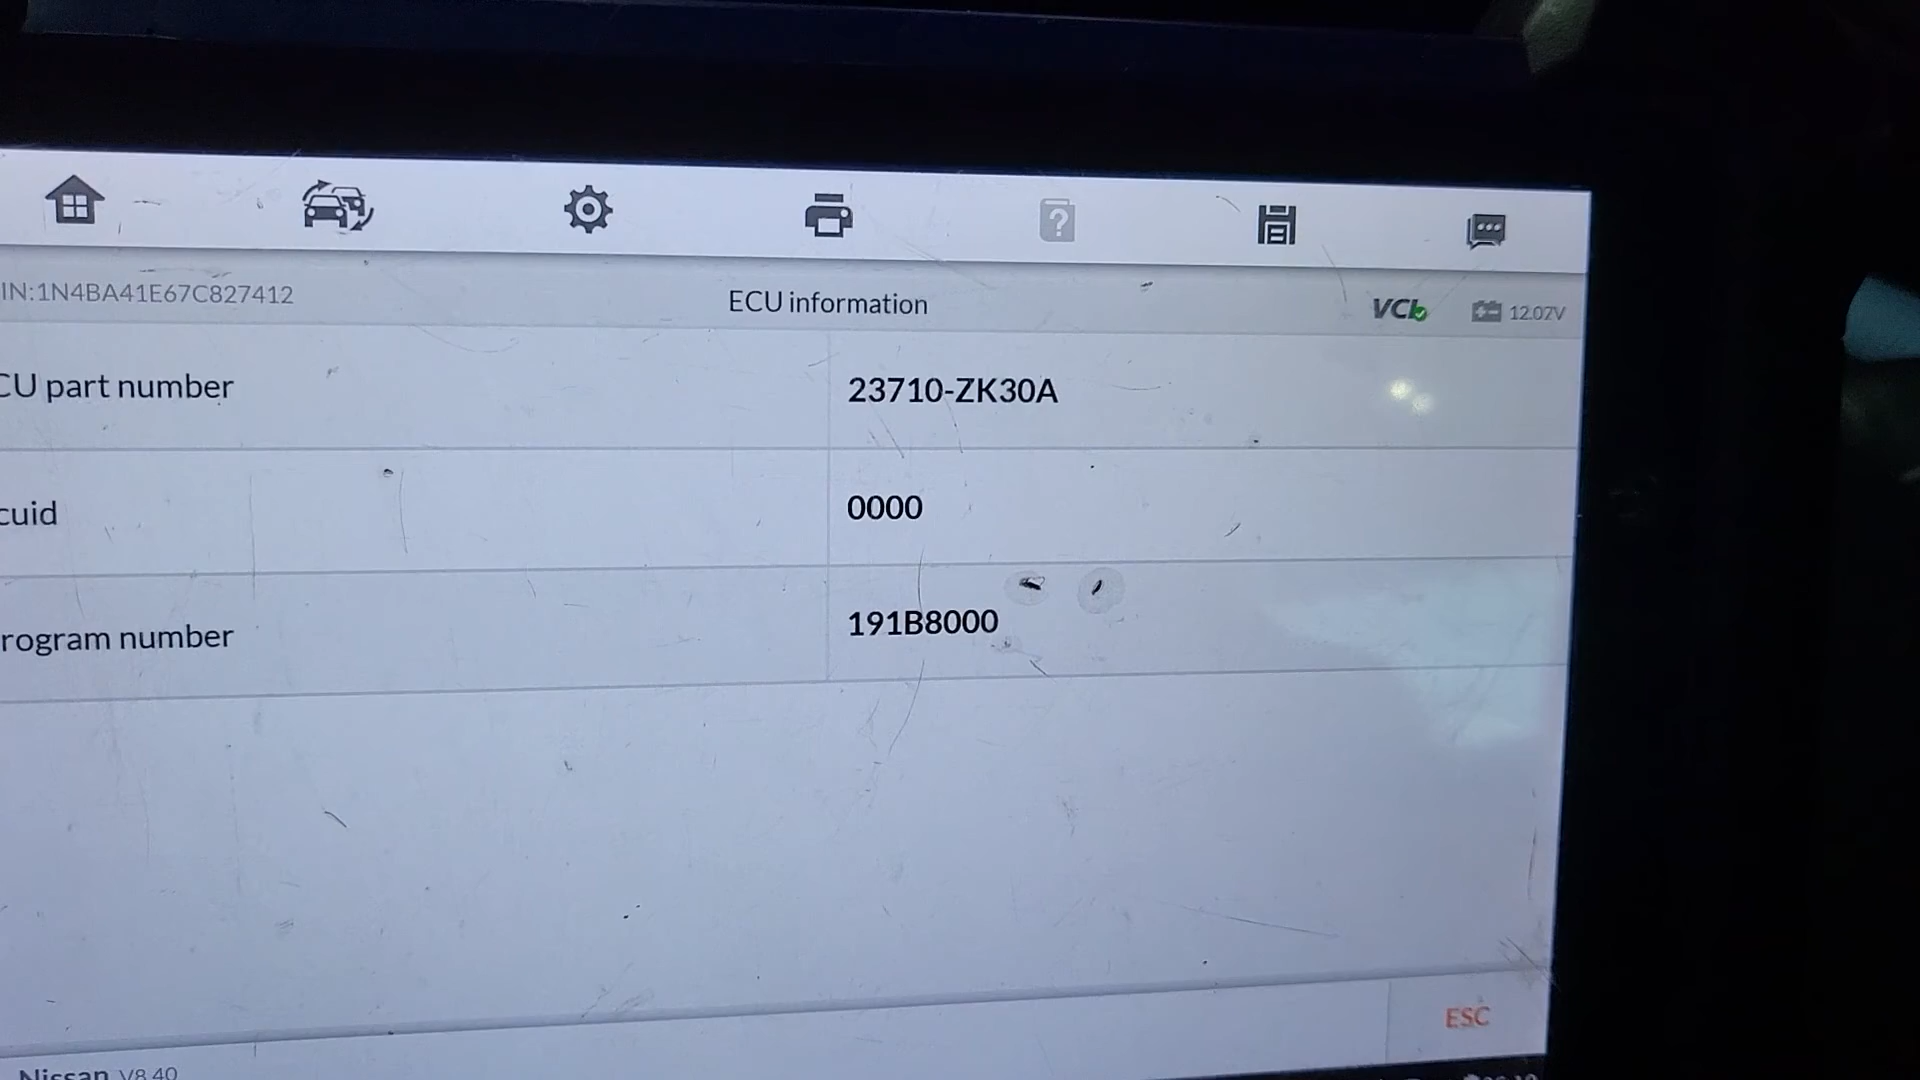 IN:1N4BA41E67C827412
ECU information
VCI
12.07V
CU part number
23710-ZK30A
cuid
0000
rogram number
191B8000
ESC
Nissan V8.40